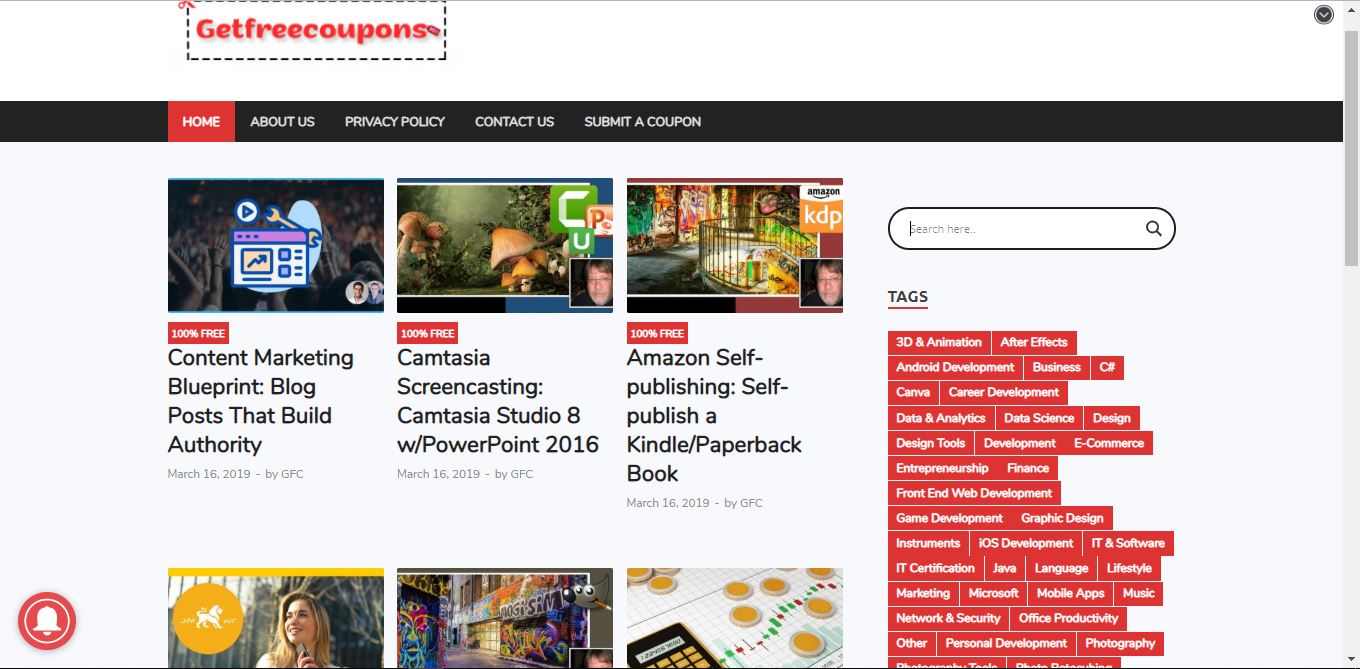 Getfreecoupons
HOME ABOUT US PRIVACY POLICY CONTACT US SUBMIT A COUPON
100% FREE
Content Marketing
Blueprint: Blog
Posts That Build
Authority
March 16, 2019 - by GFC
U
100% FREE
Camtasia
Screencasting:
Camtasia Studio 8
w/PowerPoint 2016
March 16, 2019 - by GFC
amazon
kdp
100% FREE
Amazon Self-
publishing: Self-
publish a
Kindle/Paperback
Book
March 16, 2019 - by GFC
Search here..
TAGS
3D & Animation After Effects
Android Development Business C#
Canva Career Development
Data & Analytics Data Science Design
Design Tools Development E-Commerce
Entrepreneurship Finance
Front End Web Development
Game Development Graphic Design
Instruments iOS Development IT & Software
IT Certification Java Language Lifestyle
Marketing Microsoft Mobile Apps Music
Network & Security Office Productivity
Other Personal Development Photography
Photography Tools Photo Retouching